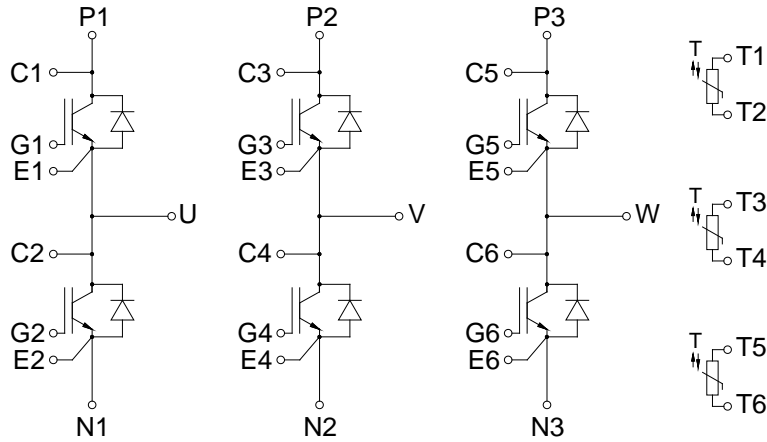 P1 P2 P3
T T1
C1 C3 C5
T2
G1 G3 G5
E1 E3 E5
T T3
U V W
C2 C4 C6 T4
G2 G4 G6
T T5
E2 E4 E6
T6
N1 N2 N3